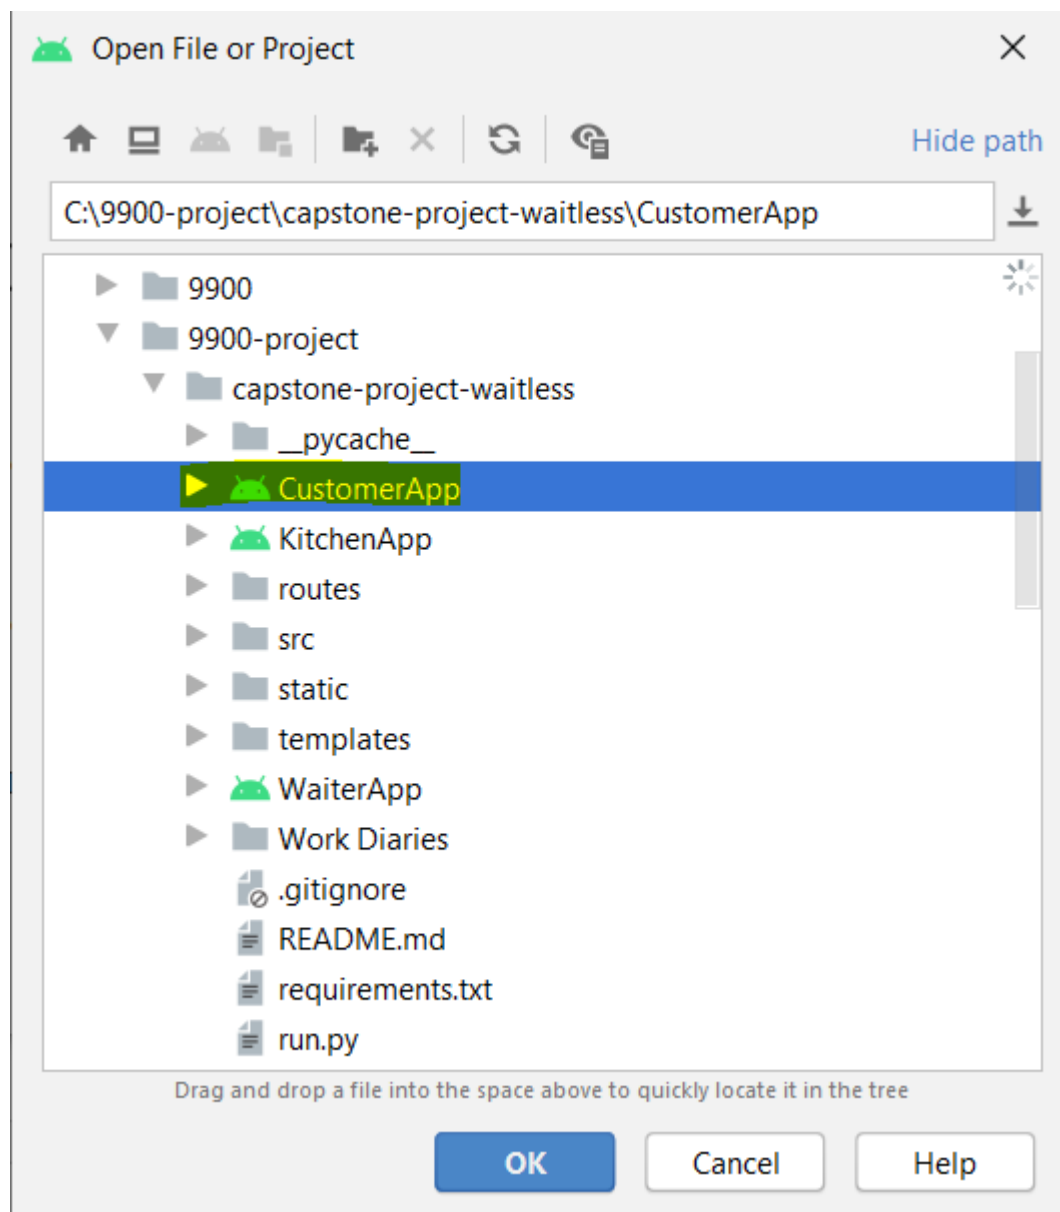 Open File or Project
Hide path
C:\9900-project\capstone-project-waitless\CustomerApp
9900
9900-project
capstone-project-waitless
__pycache__
CustomerApp
KitchenApp
routes
src
static
templates
WaiterApp
Work Diaries
.gitignore
README.md
requirements.txt
run.py
Drag and drop a file into the space above to quickly locate it in the tree
OK Cancel Help